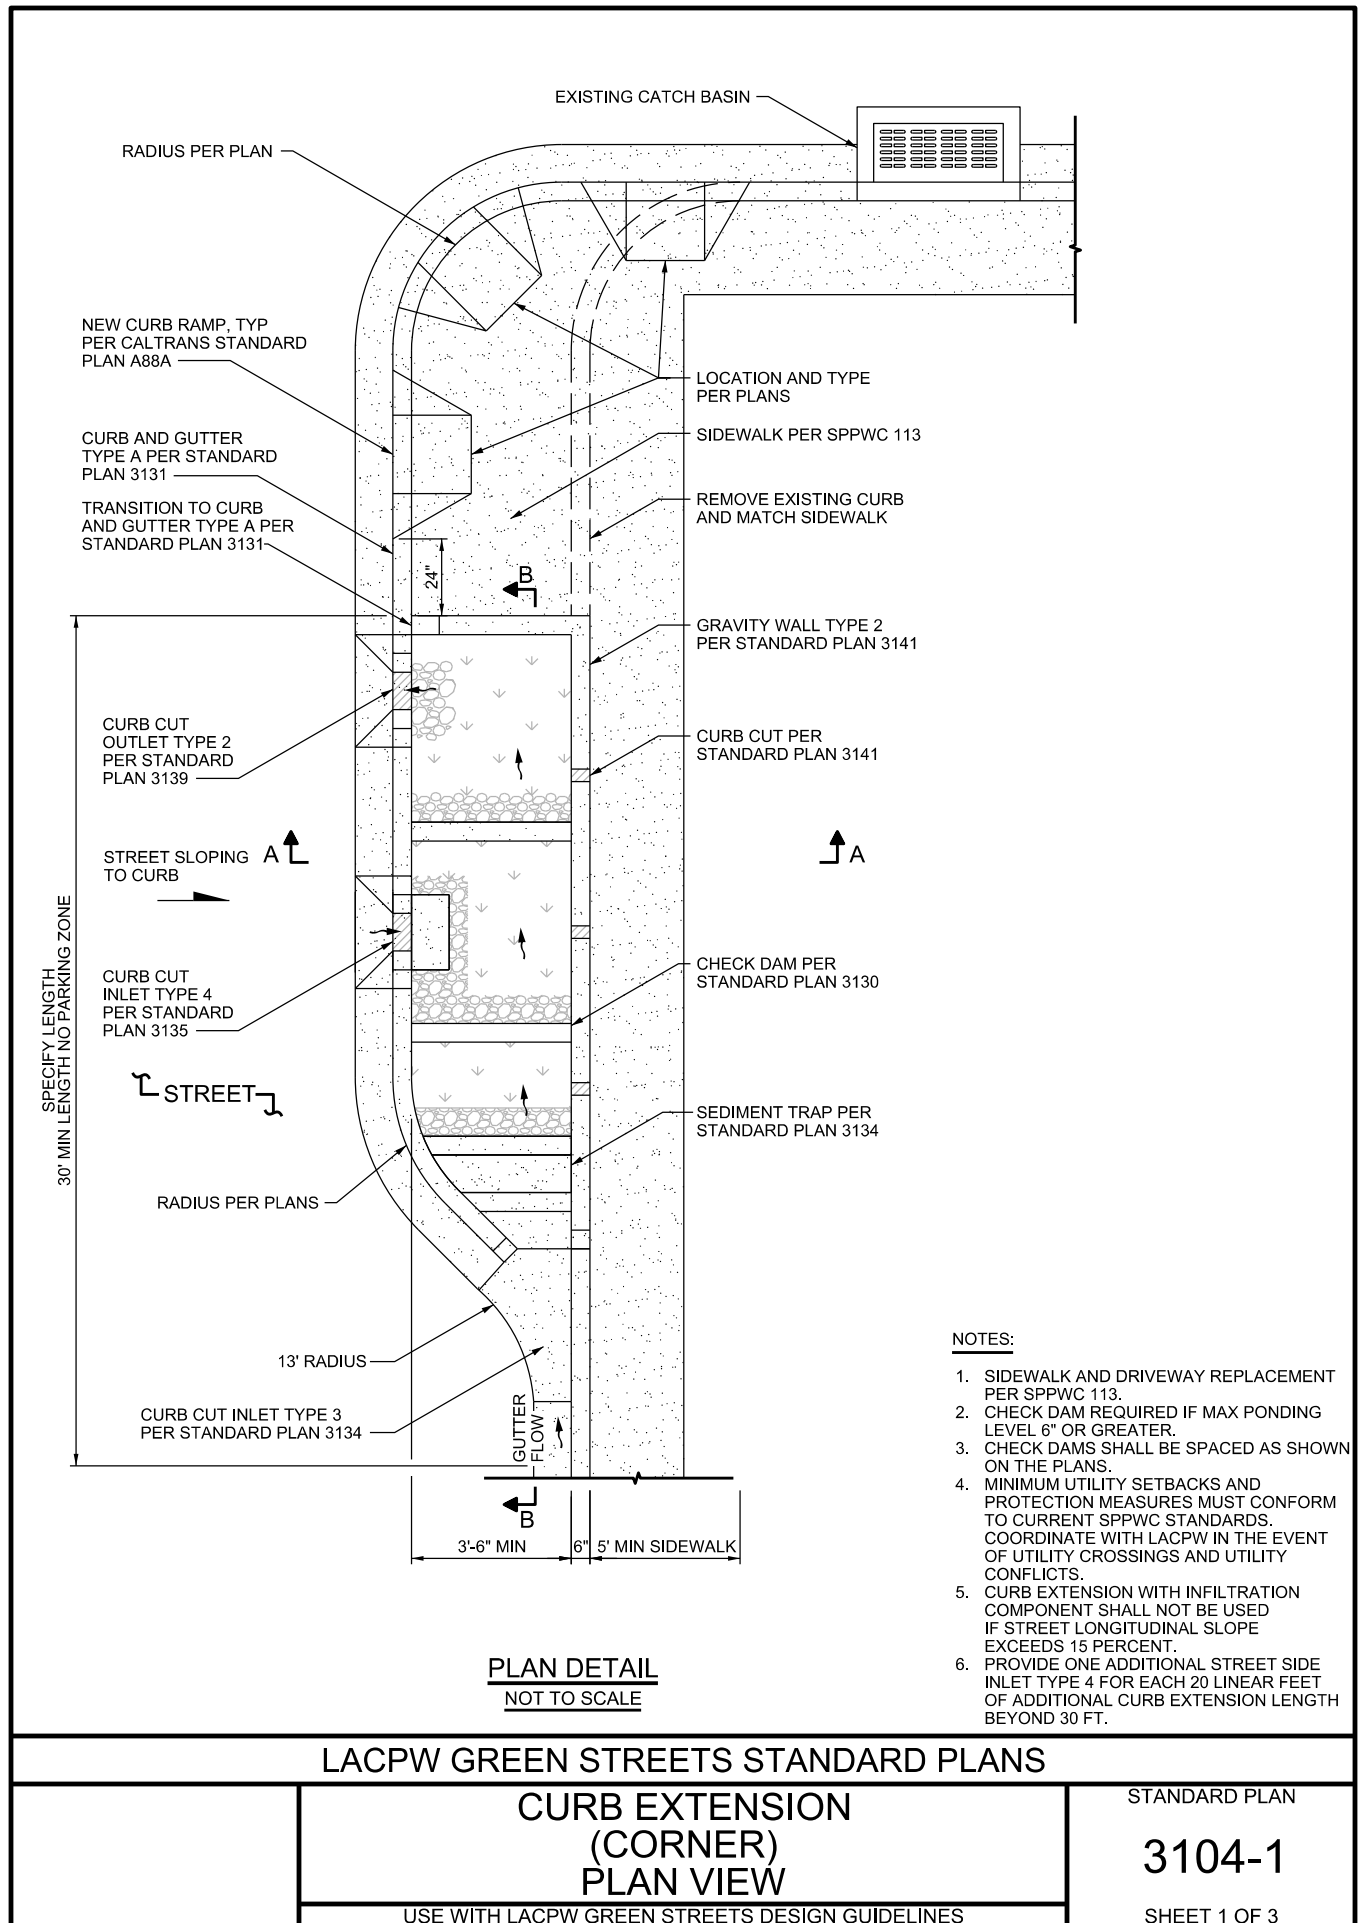 EXISTING CATCH BASIN
RADIUS PER PLAN
NEW CURB RAMP, TYP
PER CALTRANS STANDARD
PLAN A88A
LOCATION AND TYPE
PER PLANS
CURB AND GUTTER
TYPE A PER STANDARD
PLAN 3131
SIDEWALK PER SPPWC 113
TRANSITION TO CURB
AND GUTTER TYPE A PER
STANDARD PLAN 3131
REMOVE EXISTING CURB
AND MATCH SIDEWALK
24"
B
GRAVITY WALL TYPE 2
PER STANDARD PLAN 3141
CURB CUT
OUTLET TYPE 2
PER STANDARD
PLAN 3139
CURB CUT PER
STANDARD PLAN 3141
STREET SLOPING
TO CURB
A
A
SPECIFY LENGTH
30' MIN LENGTH NO PARKING ZONE
CURB CUT
INLET TYPE 4
PER STANDARD
PLAN 3135
CHECK DAM PER
STANDARD PLAN 3130
STREET
SEDIMENT TRAP PER
STANDARD PLAN 3134
RADIUS PER PLANS
13' RADIUS
CURB CUT INLET TYPE 3
PER STANDARD PLAN 3134
GUTTER
FLOW
B
3'-6" MIN
6"
5' MIN SIDEWALK
NOTES:
1. SIDEWALK AND DRIVEWAY REPLACEMENT
PER SPPWC 113.
2. CHECK DAM REQUIRED IF MAX PONDING
LEVEL 6" OR GREATER.
3. CHECK DAMS SHALL BE SPACED AS SHOWN
ON THE PLANS.
4. MINIMUM UTILITY SETBACKS AND
PROTECTION MEASURES MUST CONFORM
TO CURRENT SPPWC STANDARDS.
COORDINATE WITH LACPW IN THE EVENT
OF UTILITY CROSSINGS AND UTILITY
CONFLICTS.
5. CURB EXTENSION WITH INFILTRATION
COMPONENT SHALL NOT BE USED
IF STREET LONGITUDINAL SLOPE
EXCEEDS 15 PERCENT.
6. PROVIDE ONE ADDITIONAL STREET SIDE
INLET TYPE 4 FOR EACH 20 LINEAR FEET
OF ADDITIONAL CURB EXTENSION LENGTH
BEYOND 30 FT.
PLAN DETAIL
NOT TO SCALE
LACPW GREEN STREETS STANDARD PLANS
CURB EXTENSION
(CORNER)
PLAN VIEW
USE WITH LACPW GREEN STREETS DESIGN GUIDELINES
STANDARD PLAN
3104-1
SHEET 1 OF 3